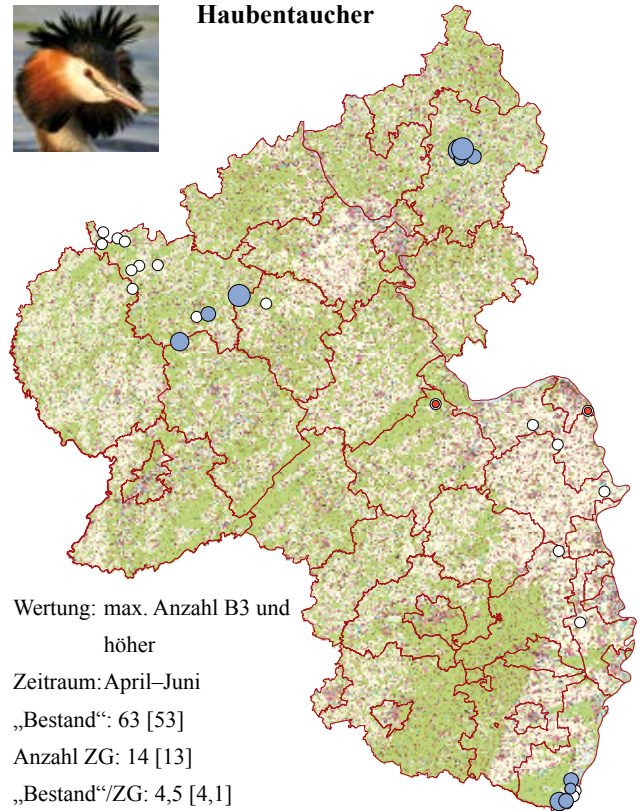 Haubentaucher
Wertung: max. Anzahl B3 und
höher
Zeitraum: April–Juni
„Bestand“: 63 [53]
Anzahl ZG: 14 [13]
„Bestand“/ZG: 4,5 [4,1]